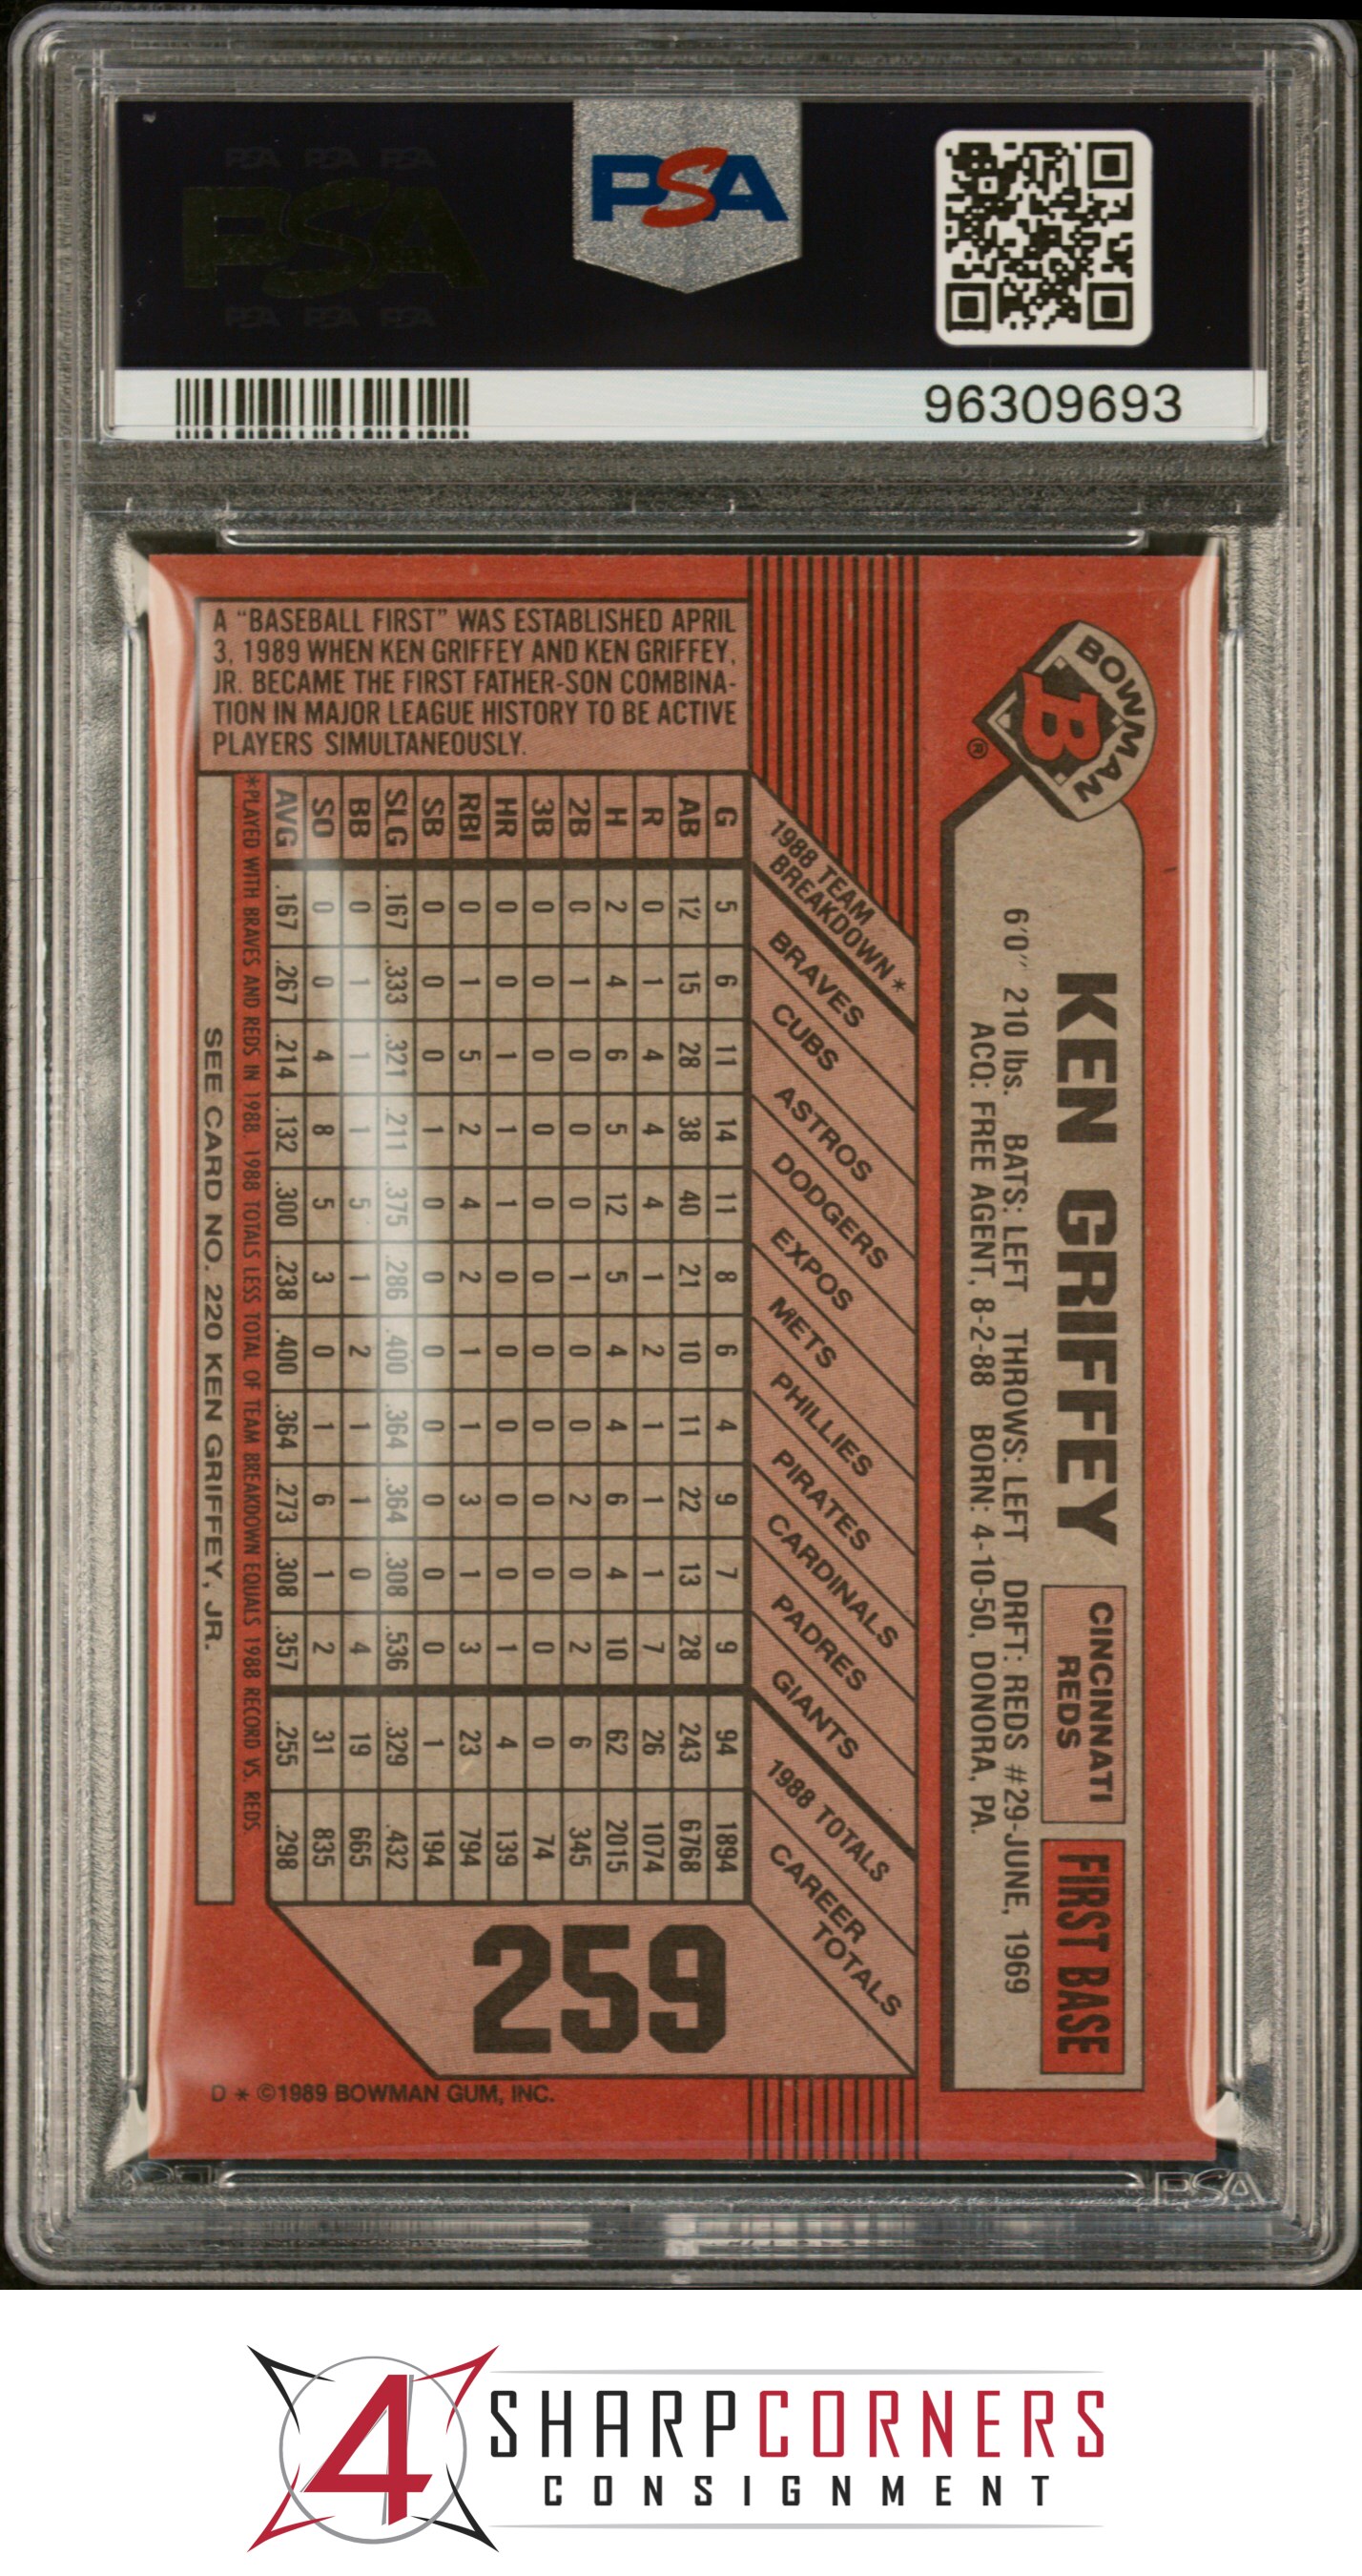 PSA PSA PSA
PSA
PSA PSA PSA
PSA
96309693
BOWMAN
B
®
KEN GRIFFEY
CINCINNATI
REDS
FIRST BASE
6'0" 210 lbs. BATS: LEFT THROWS: LEFT DRFT: REDS #29-JUNE, 1969
ACQ: FREE AGENT, 8-2-88 BORN: 4-10-50, DONORA, PA.
A "BASEBALL FIRST" WAS ESTABLISHED APRIL
3, 1989 WHEN KEN GRIFFEY AND KEN GRIFFEY,
JR. BECAME THE FIRST FATHER-SON COMBINA-
TION IN MAJOR LEAGUE HISTORY TO BE ACTIVE
PLAYERS SIMULTANEOUSLY.
1988 TEAM
BREAKDOWN*
BRAVES
CUBS
ASTROS
DODGERS
EXPOS
METS
PHILLIES
PIRATES
CARDINALS
PADRES
GIANTS
1988 TOTALS
CAREER
TOTALS
G 5 6 11 14 11 8 6 4 9 7 9 94 1894
AB 12 15 28 38 40 21 10 11 22 13 28 243 6768
R 0 1 4 4 4 1 2 1 1 1 7 26 1074
H 2 4 6 5 12 5 4 4 6 4 10 62 2015
2B 0 1 0 0 0 1 0 0 2 0 2 6 345
3B 0 0 0 0 0 0 0 0 0 0 0 0 74
HR 0 0 1 1 1 0 0 0 0 0 1 4 139
RBI 0 1 5 2 4 2 1 1 3 1 3 23 794
SB 0 0 0 1 0 0 0 0 0 0 0 1 194
SLG .167 .333 .321 .211 .375 .286 .400 .364 .364 .308 .536 .329 .432
BB 0 1 1 1 5 1 2 1 1 0 4 19 665
SO 0 0 4 8 5 3 0 1 6 1 2 31 835
AVG .167 .267 .214 .132 .300 .238 .400 .364 .273 .308 .357 .255 .298
*PLAYED WITH BRAVES AND REDS IN 1988. 1988 TOTALS LESS TOTAL OF TEAM BREAKDOWN EQUALS 1988 RECORD VS. REDS.
SEE CARD NO. 220 KEN GRIFFEY, JR.
259
D * ©1989 BOWMAN GUM, INC.
PSA
4 SHARPCORNERS
CONSIGNMENT